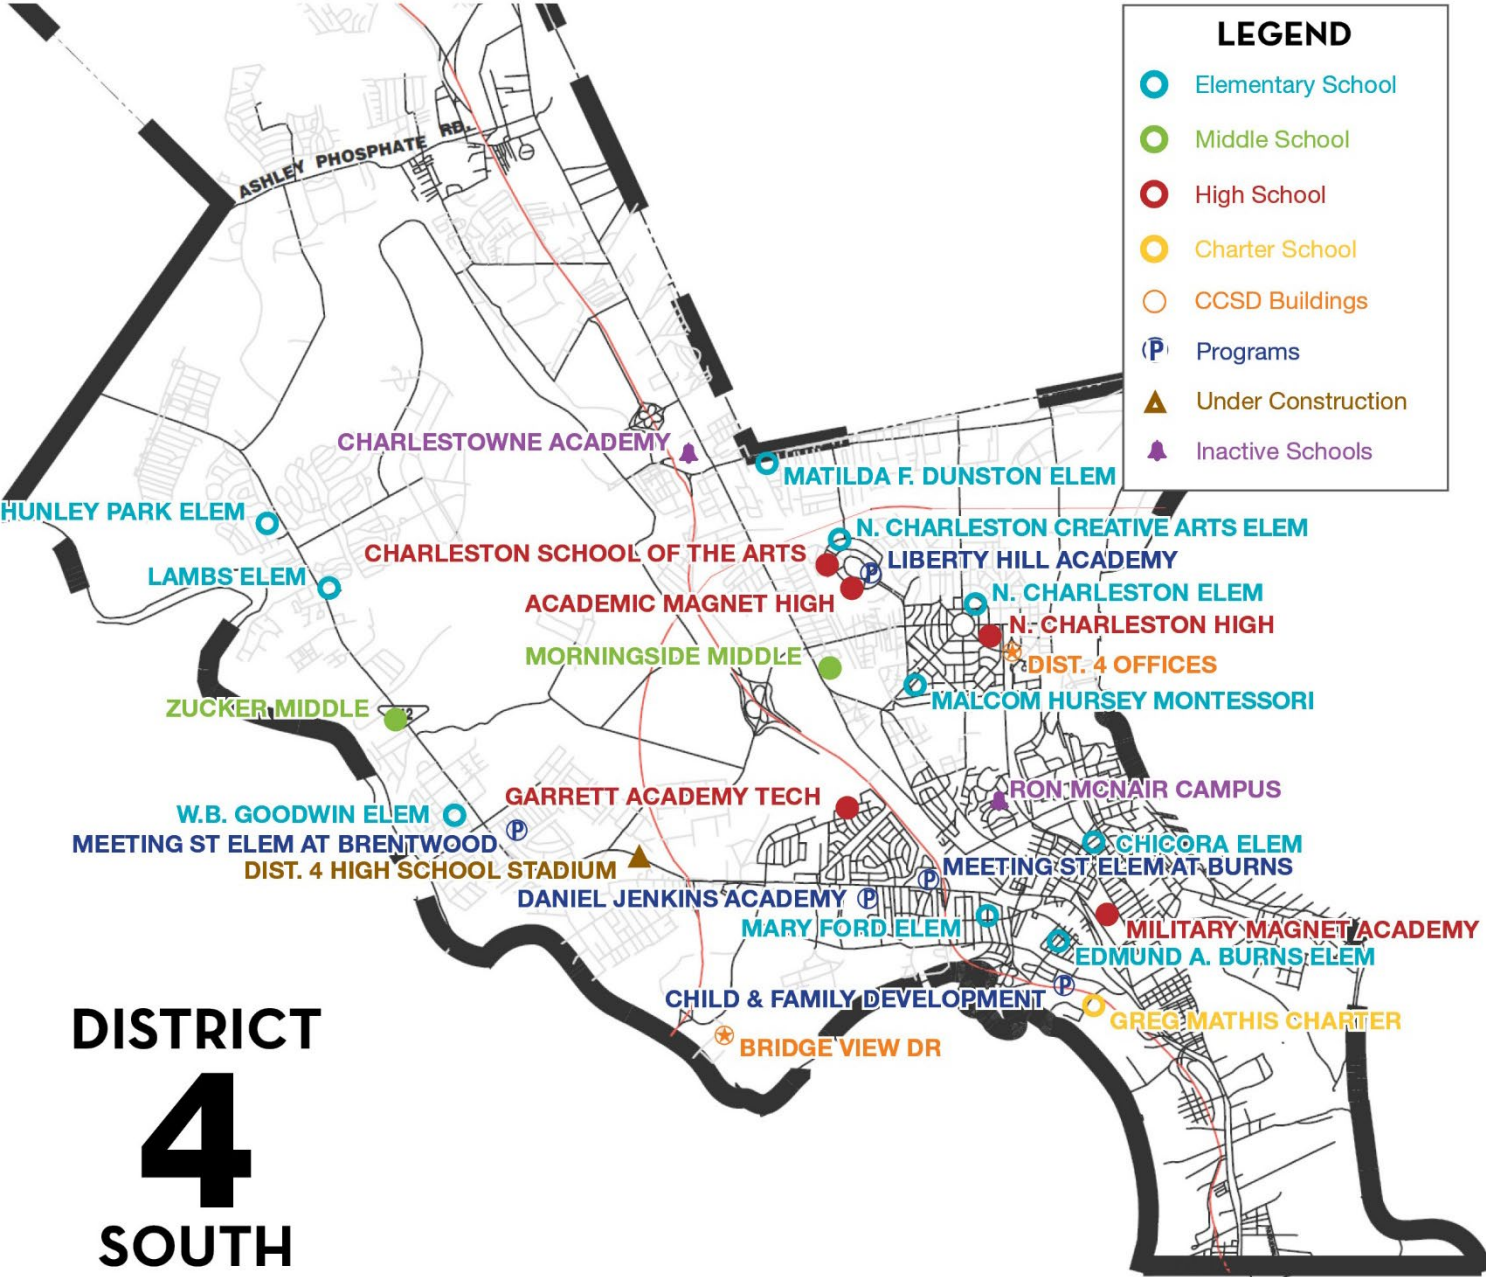 LEGEND
Elementary School
Middle School
High School
Charter School
CCSD Buildings
P Programs
Under Construction
Inactive Schools
ASHLEY PHOSPHATE RD.
CHARLESTOWNE ACADEMY
MATILDA F. DUNSTON ELEM
HUNLEY PARK ELEM
N. CHARLESTON CREATIVE ARTS ELEM
CHARLESTON SCHOOL OF THE ARTS
P LIBERTY HILL ACADEMY
LAMBS ELEM
N. CHARLESTON ELEM
ACADEMIC MAGNET HIGH
N. CHARLESTON HIGH
MORNINGSIDE MIDDLE
DIST. 4 OFFICES
MALCOM HURSEY MONTESSORI
ZUCKER MIDDLE
RON MCNAIR CAMPUS
GARRETT ACADEMY TECH
W.B. GOODWIN ELEM
MEETING ST ELEM AT BRENTWOOD P
CHICORA ELEM
DIST. 4 HIGH SCHOOL STADIUM
P MEETING ST ELEM AT BURNS
DANIEL JENKINS ACADEMY P
MARY FORD ELEM
MILITARY MAGNET ACADEMY
EDMUND A. BURNS ELEM
CHILD & FAMILY DEVELOPMENT P
GREG MATHIS CHARTER
BRIDGE VIEW DR
DISTRICT
4
SOUTH